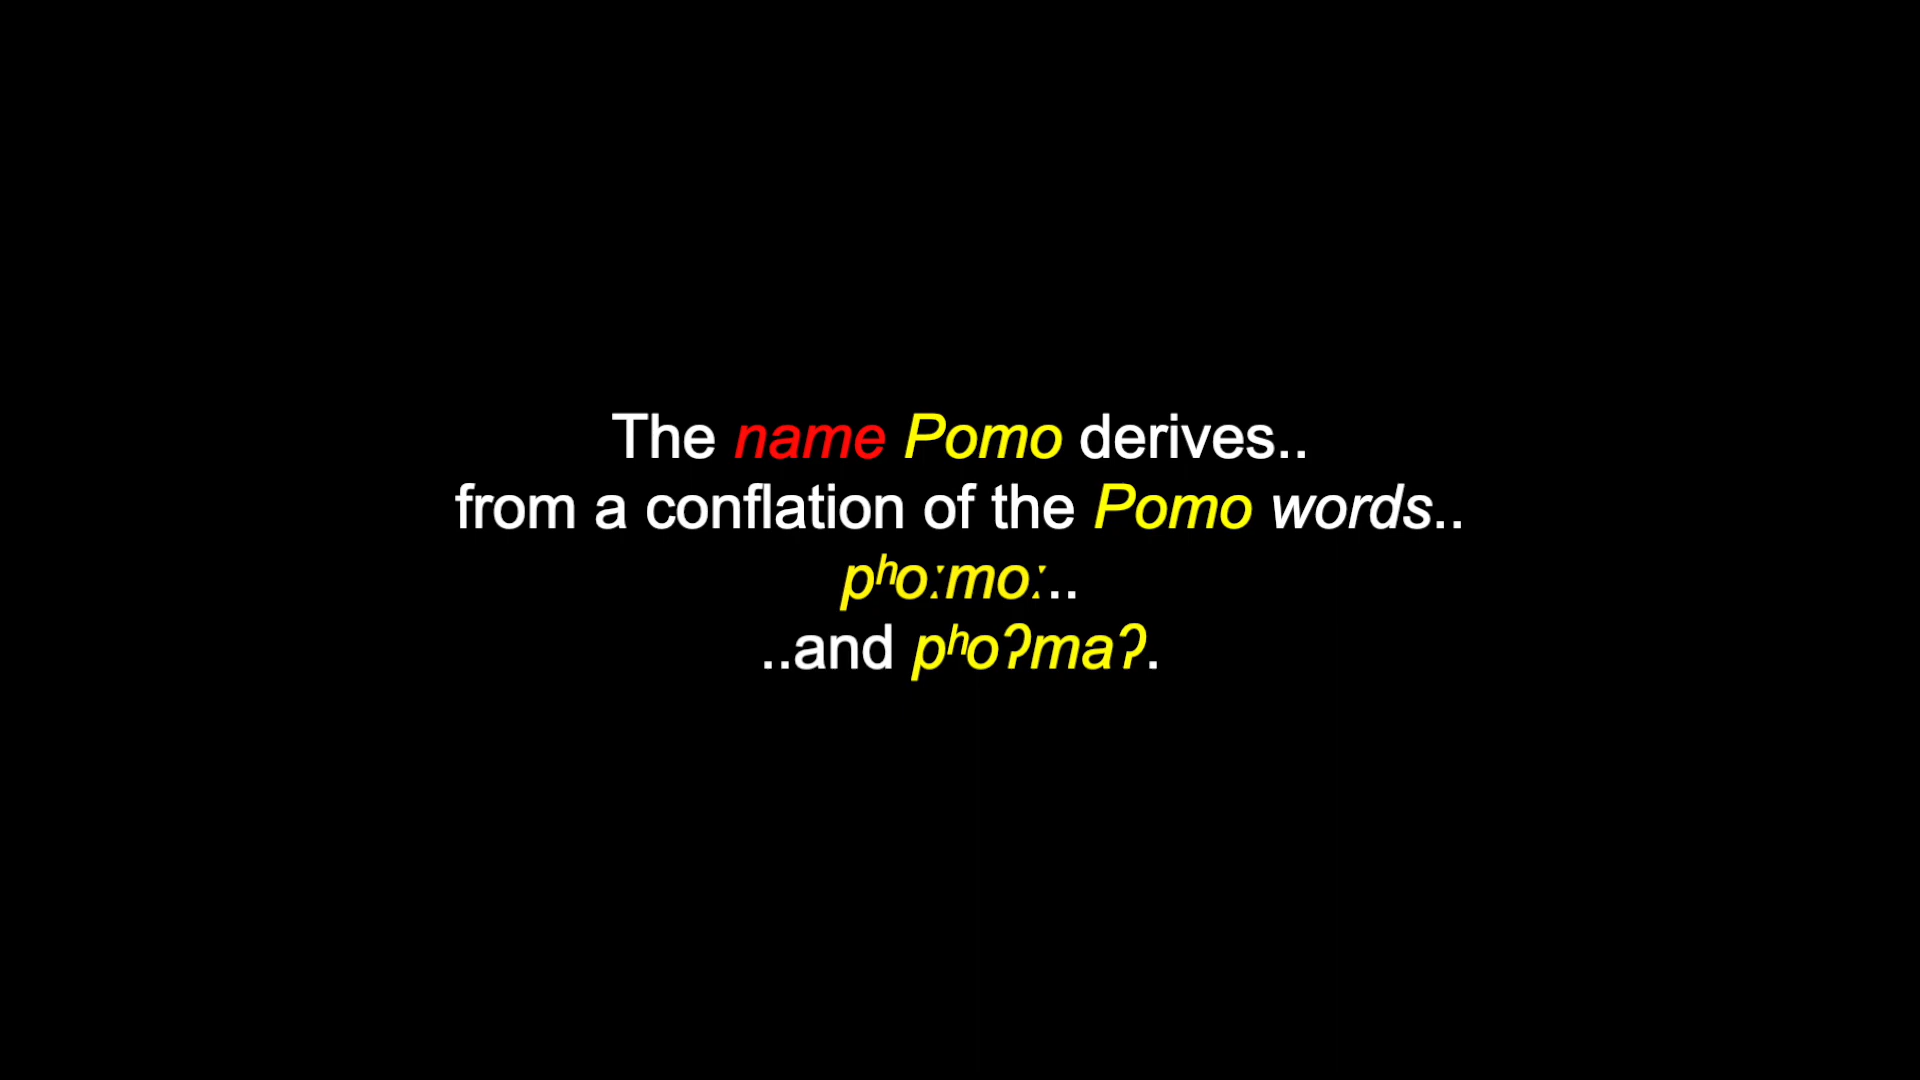 The name Pomo derives..
from a conflation of the Pomo words..
pʰoːmoː..
..and pʰoʔmaʔ.